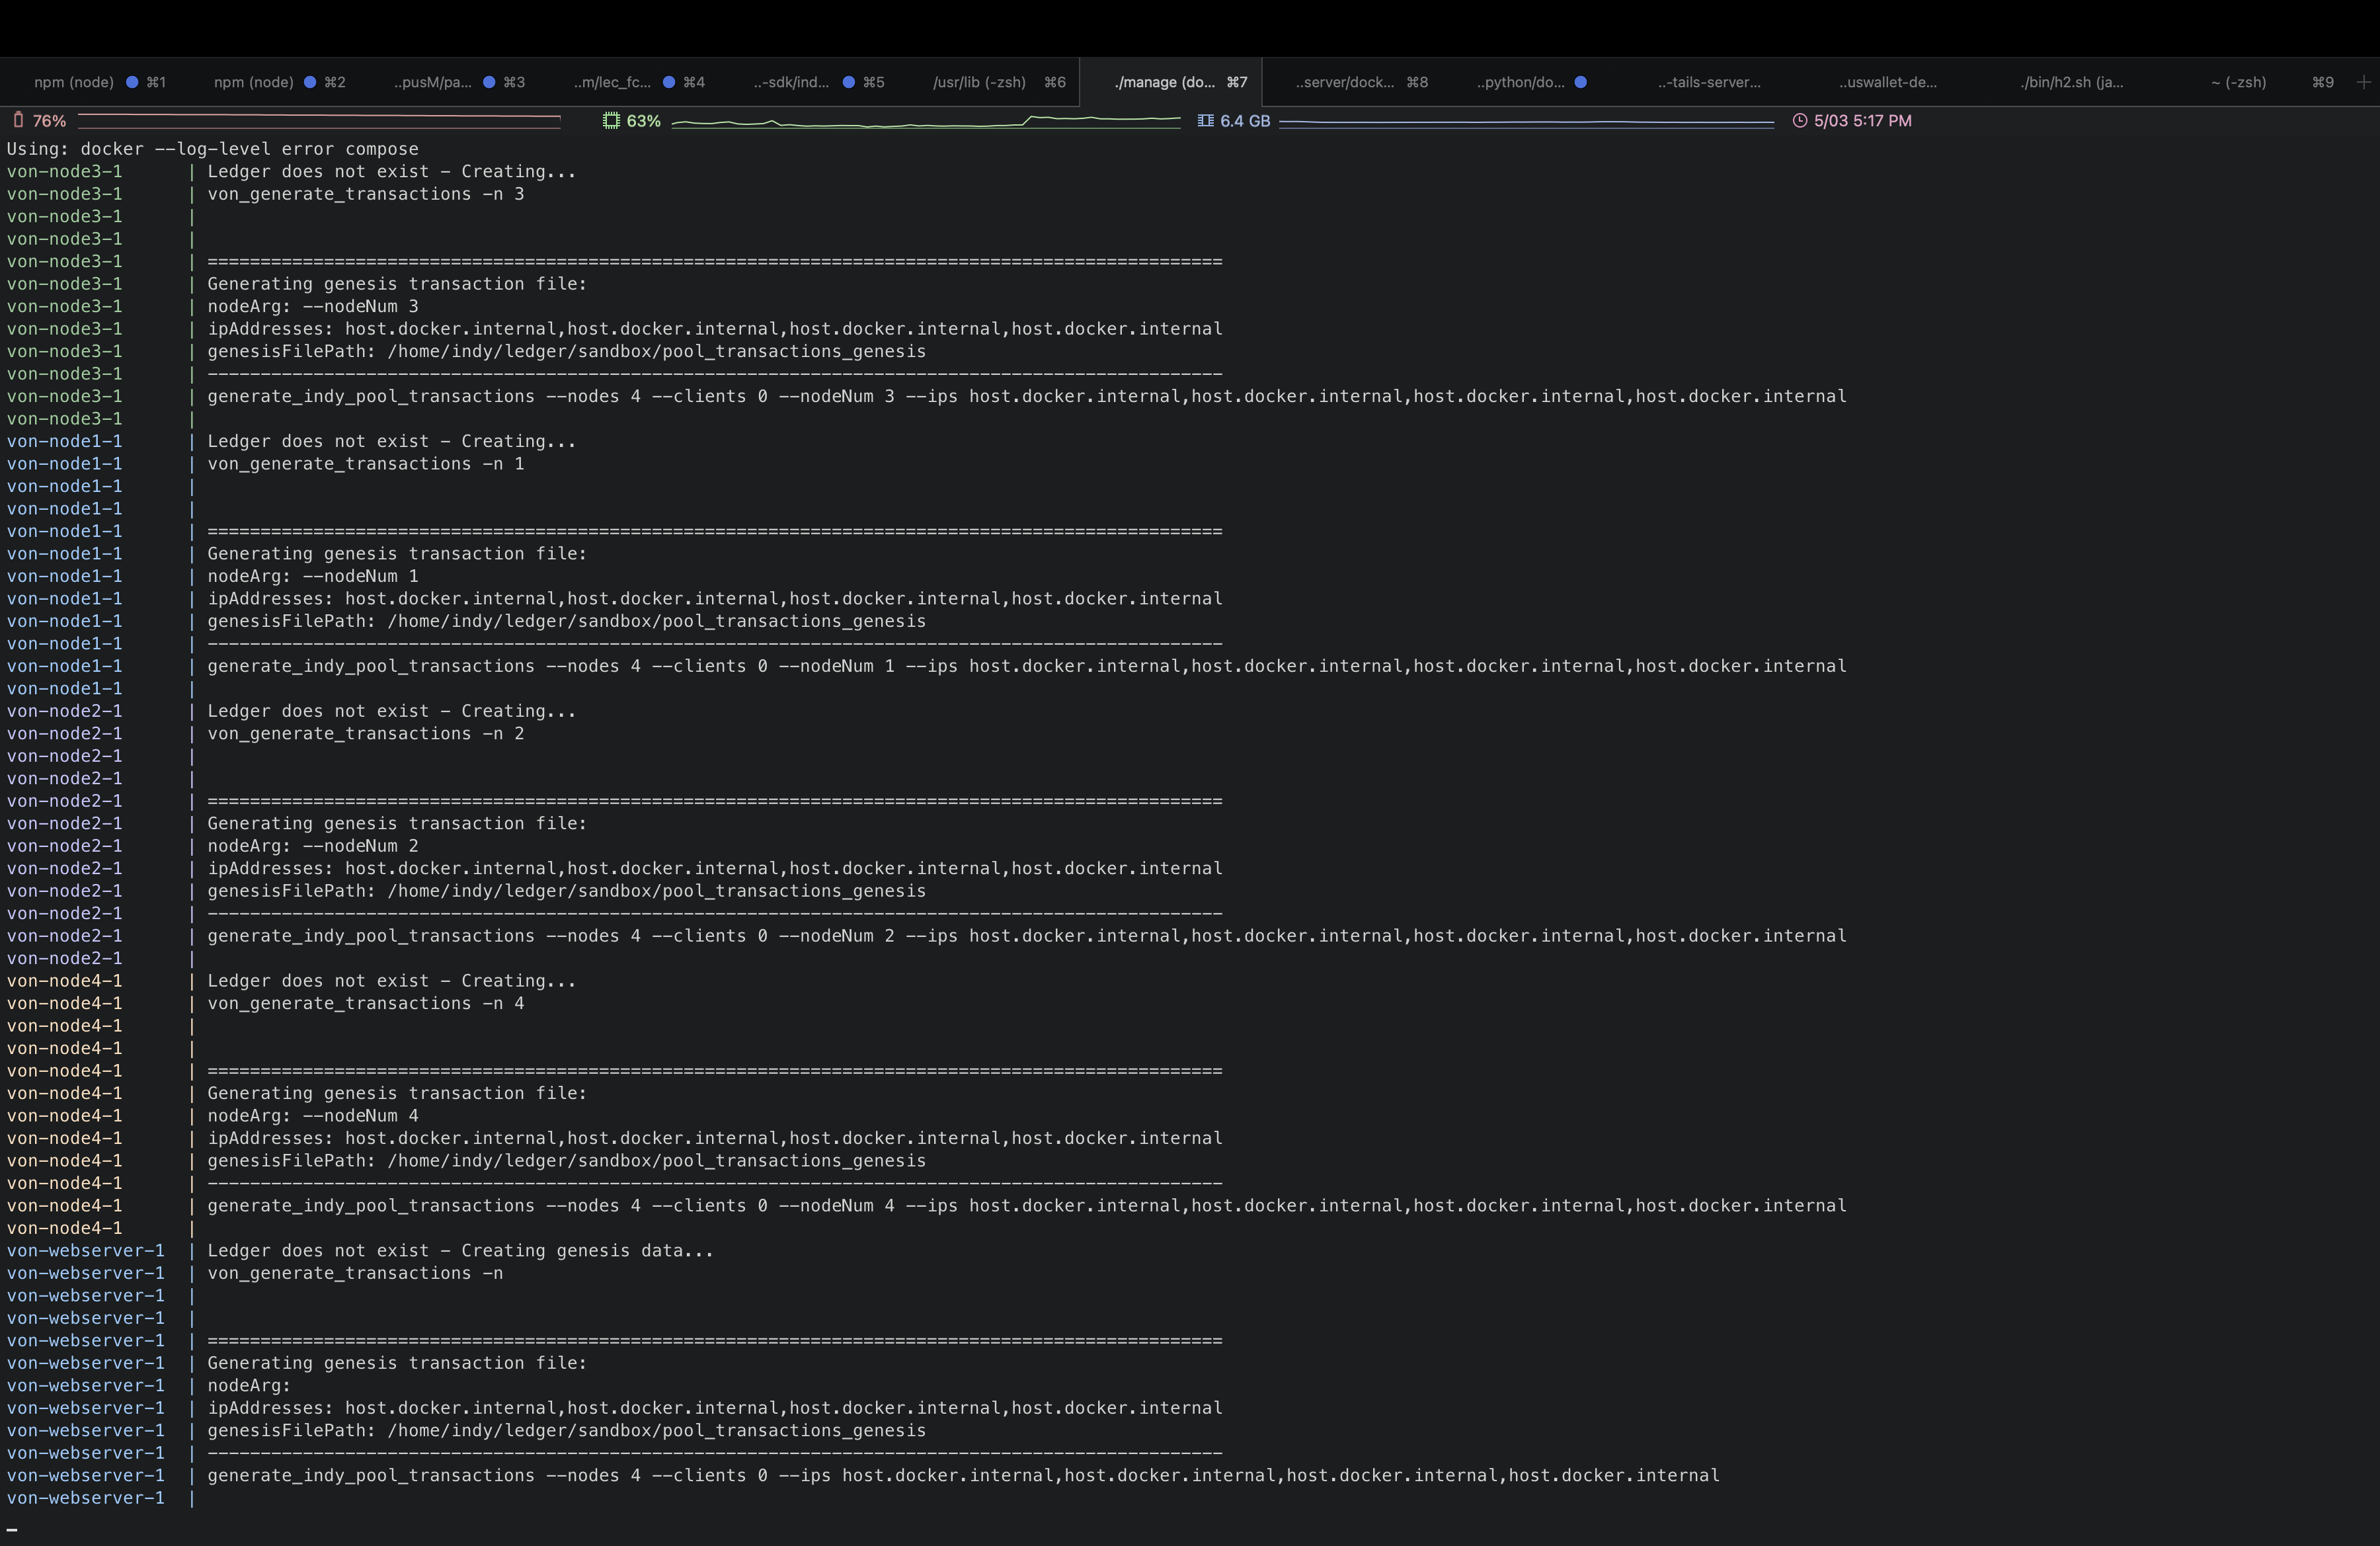 npm (node) ⌘1 npm (node) ⌘2 ..pusM/pa... ⌘3 ..m/lec_fc... ⌘4 ..-sdk/ind... ⌘5 /usr/lib (-zsh) ⌘6 ./manage (do... ⌘7 ..server/dock... ⌘8 ..python/do... ..-tails-server... ..uswallet-de... ./bin/h2.sh (ja... ~ (-zsh) ⌘9 +
76% 63% 6.4 GB 5/03 5:17 PM
Using: docker --log-level error compose
von-node3-1 | Ledger does not exist - Creating...
von-node3-1 | von_generate_transactions -n 3
von-node3-1 |
von-node3-1 |
von-node3-1 | ================================================================================================
von-node3-1 | Generating genesis transaction file:
von-node3-1 | nodeArg: --nodeNum 3
von-node3-1 | ipAddresses: host.docker.internal,host.docker.internal,host.docker.internal,host.docker.internal
von-node3-1 | genesisFilePath: /home/indy/ledger/sandbox/pool_transactions_genesis
von-node3-1 | ------------------------------------------------------------------------------------------------
von-node3-1 | generate_indy_pool_transactions --nodes 4 --clients 0 --nodeNum 3 --ips host.docker.internal,host.docker.internal,host.docker.internal,host.docker.internal
von-node3-1 |
von-node1-1 | Ledger does not exist - Creating...
von-node1-1 | von_generate_transactions -n 1
von-node1-1 |
von-node1-1 |
von-node1-1 | ================================================================================================
von-node1-1 | Generating genesis transaction file:
von-node1-1 | nodeArg: --nodeNum 1
von-node1-1 | ipAddresses: host.docker.internal,host.docker.internal,host.docker.internal,host.docker.internal
von-node1-1 | genesisFilePath: /home/indy/ledger/sandbox/pool_transactions_genesis
von-node1-1 | ------------------------------------------------------------------------------------------------
von-node1-1 | generate_indy_pool_transactions --nodes 4 --clients 0 --nodeNum 1 --ips host.docker.internal,host.docker.internal,host.docker.internal,host.docker.internal
von-node1-1 |
von-node2-1 | Ledger does not exist - Creating...
von-node2-1 | von_generate_transactions -n 2
von-node2-1 |
von-node2-1 |
von-node2-1 | ================================================================================================
von-node2-1 | Generating genesis transaction file:
von-node2-1 | nodeArg: --nodeNum 2
von-node2-1 | ipAddresses: host.docker.internal,host.docker.internal,host.docker.internal,host.docker.internal
von-node2-1 | genesisFilePath: /home/indy/ledger/sandbox/pool_transactions_genesis
von-node2-1 | ------------------------------------------------------------------------------------------------
von-node2-1 | generate_indy_pool_transactions --nodes 4 --clients 0 --nodeNum 2 --ips host.docker.internal,host.docker.internal,host.docker.internal,host.docker.internal
von-node2-1 |
von-node4-1 | Ledger does not exist - Creating...
von-node4-1 | von_generate_transactions -n 4
von-node4-1 |
von-node4-1 |
von-node4-1 | ================================================================================================
von-node4-1 | Generating genesis transaction file:
von-node4-1 | nodeArg: --nodeNum 4
von-node4-1 | ipAddresses: host.docker.internal,host.docker.internal,host.docker.internal,host.docker.internal
von-node4-1 | genesisFilePath: /home/indy/ledger/sandbox/pool_transactions_genesis
von-node4-1 | ------------------------------------------------------------------------------------------------
von-node4-1 | generate_indy_pool_transactions --nodes 4 --clients 0 --nodeNum 4 --ips host.docker.internal,host.docker.internal,host.docker.internal,host.docker.internal
von-node4-1 |
von-webserver-1 | Ledger does not exist - Creating genesis data...
von-webserver-1 | von_generate_transactions -n
von-webserver-1 |
von-webserver-1 |
von-webserver-1 | ================================================================================================
von-webserver-1 | Generating genesis transaction file:
von-webserver-1 | nodeArg:
von-webserver-1 | ipAddresses: host.docker.internal,host.docker.internal,host.docker.internal,host.docker.internal
von-webserver-1 | genesisFilePath: /home/indy/ledger/sandbox/pool_transactions_genesis
von-webserver-1 | ------------------------------------------------------------------------------------------------
von-webserver-1 | generate_indy_pool_transactions --nodes 4 --clients 0 --ips host.docker.internal,host.docker.internal,host.docker.internal,host.docker.internal
von-webserver-1 |